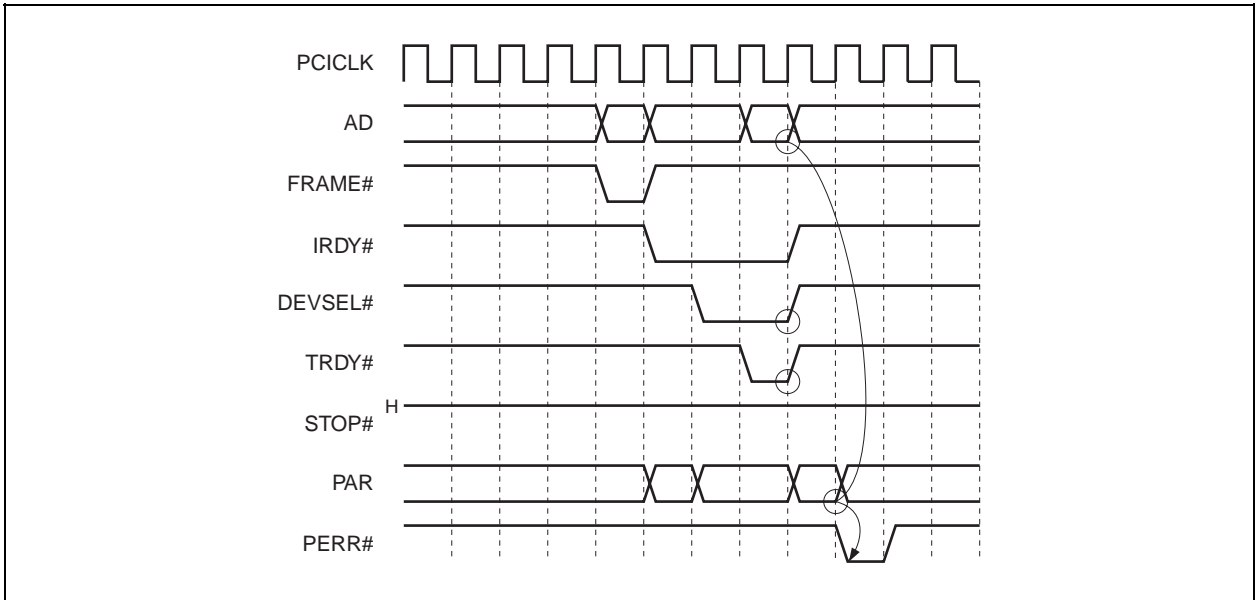 PCICLK
AD
FRAME#
IRDY#
DEVSEL#
TRDY#
H
STOP#
PAR
PERR#